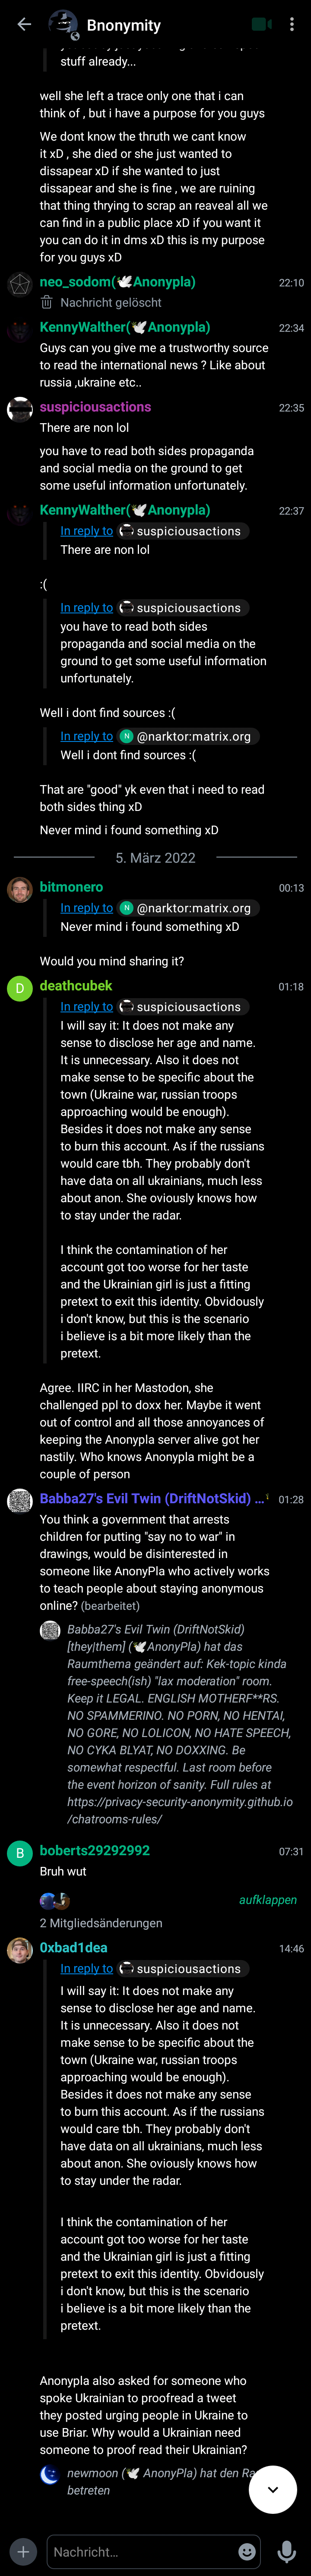 Bnonymity
stuff already...
well she left a trace only one that i can
think of , but i have a purpose for you guys
We dont know the thruth we cant know
it xD , she died or she just wanted to
dissapear xD if she wanted to just
dissapear and she is fine , we are ruining
that thing thrying to scrap an reaveal all we
can find in a public place xD if you want it
you can do it in dms xD this is my purpose
for you guys xD
neo_sodom(🕊Anonypla) 22:10
Nachricht gelöscht
KennyWalther(🕊Anonypla) 22:34
Guys can you give me a trustworthy source
to read the international news ? Like about
russia ,ukraine etc..
suspiciousactions 22:35
There are non lol
you have to read both sides propaganda
and social media on the ground to get
some useful information unfortunately.
KennyWalther(🕊Anonypla) 22:37
In reply to suspiciousactions
There are non lol
:(
In reply to suspiciousactions
you have to read both sides
propaganda and social media on the
ground to get some useful information
unfortunately.
Well i dont find sources :(
In reply to N @narktor:matrix.org
Well i dont find sources :(
That are "good" yk even that i need to read
both sides thing xD
Never mind i found something xD
5. März 2022
bitmonero 00:13
In reply to N @narktor:matrix.org
Never mind i found something xD
Would you mind sharing it?
D deathcubek 01:18
In reply to suspiciousactions
I will say it: It does not make any
sense to disclose her age and name.
It is unnecessary. Also it does not
make sense to be specific about the
town (Ukraine war, russian troops
approaching would be enough).
Besides it does not make any sense
to burn this account. As if the russians
would care tbh. They probably don't
have data on all ukrainians, much less
about anon. She oviously knows how
to stay under the radar.
I think the contamination of her
account got too worse for her taste
and the Ukrainian girl is just a fitting
pretext to exit this identity. Obvidously
i don't know, but this is the scenario
i believe is a bit more likely than the
pretext.
Agree. IIRC in her Mastodon, she
challenged ppl to doxx her. Maybe it went
out of control and all those annoyances of
keeping the Anonypla server alive got her
nastily. Who knows Anonypla might be a
couple of person
Babba27's Evil Twin (DriftNotSkid) ... 01:28
You think a government that arrests
children for putting "say no to war" in
drawings, would be disinterested in
someone like AnonyPla who actively works
to teach people about staying anonymous
online? (bearbeitet)
Babba27's Evil Twin (DriftNotSkid)
[they|them] (🕊AnonyPla) hat das
Raumthema geändert auf: Kek-topic kinda
free-speech(ish) "lax moderation" room.
Keep it LEGAL. ENGLISH MOTHERF**RS.
NO SPAMMERINO. NO PORN, NO HENTAI,
NO GORE, NO LOLICON, NO HATE SPEECH,
NO CYKA BLYAT, NO DOXXING. Be
somewhat respectful. Last room before
the event horizon of sanity. Full rules at
https://privacy-security-anonymity.github.io
/chatrooms-rules/
B boberts29292992 07:31
Bruh wut
aufklappen
2 Mitgliedsänderungen
0xbad1dea 14:46
In reply to suspiciousactions
I will say it: It does not make any
sense to disclose her age and name.
It is unnecessary. Also it does not
make sense to be specific about the
town (Ukraine war, russian troops
approaching would be enough).
Besides it does not make any sense
to burn this account. As if the russians
would care tbh. They probably don't
have data on all ukrainians, much less
about anon. She oviously knows how
to stay under the radar.
I think the contamination of her
account got too worse for her taste
and the Ukrainian girl is just a fitting
pretext to exit this identity. Obvidously
i don't know, but this is the scenario
i believe is a bit more likely than the
pretext.
Anonypla also asked for someone who
spoke Ukrainian to proofread a tweet
they posted urging people in Ukraine to
use Briar. Why would a Ukrainian need
someone to proof read their Ukrainian?
newmoon (🕊 AnonyPla) hat den
betreten
Nachricht...